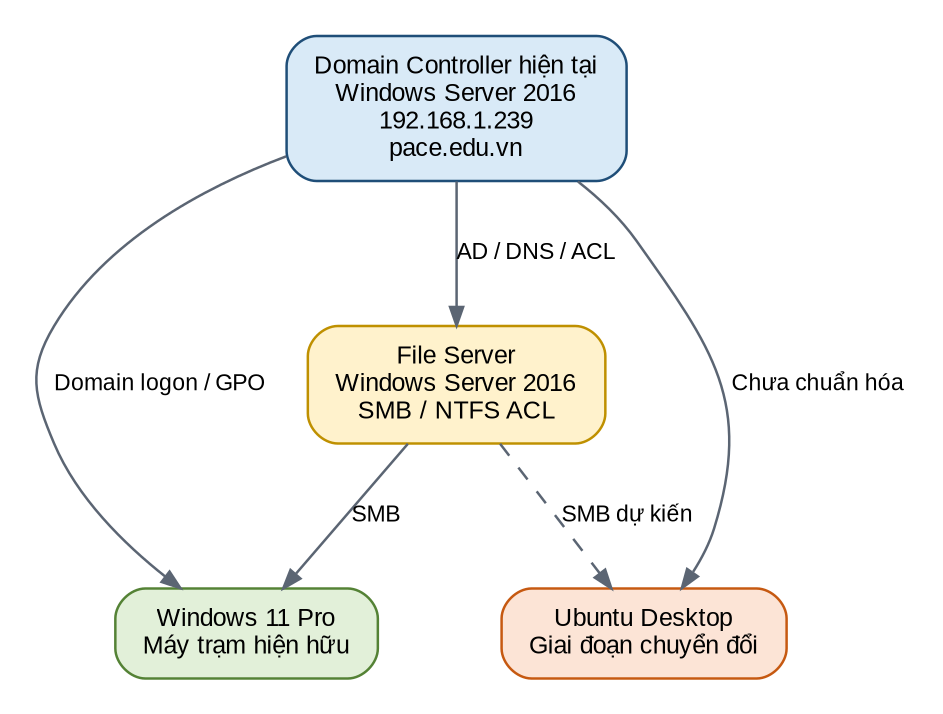 Domain Controller hiện tại
Windows Server 2016
192.168.1.239
pace.edu.vn
AD / DNS / ACL
File Server
Windows Server 2016
SMB / NTFS ACL
Domain logon / GPO
Chưa chuẩn hóa
SMB
SMB dự kiến
Windows 11 Pro
Máy trạm hiện hữu
Ubuntu Desktop
Giai đoạn chuyển đổi